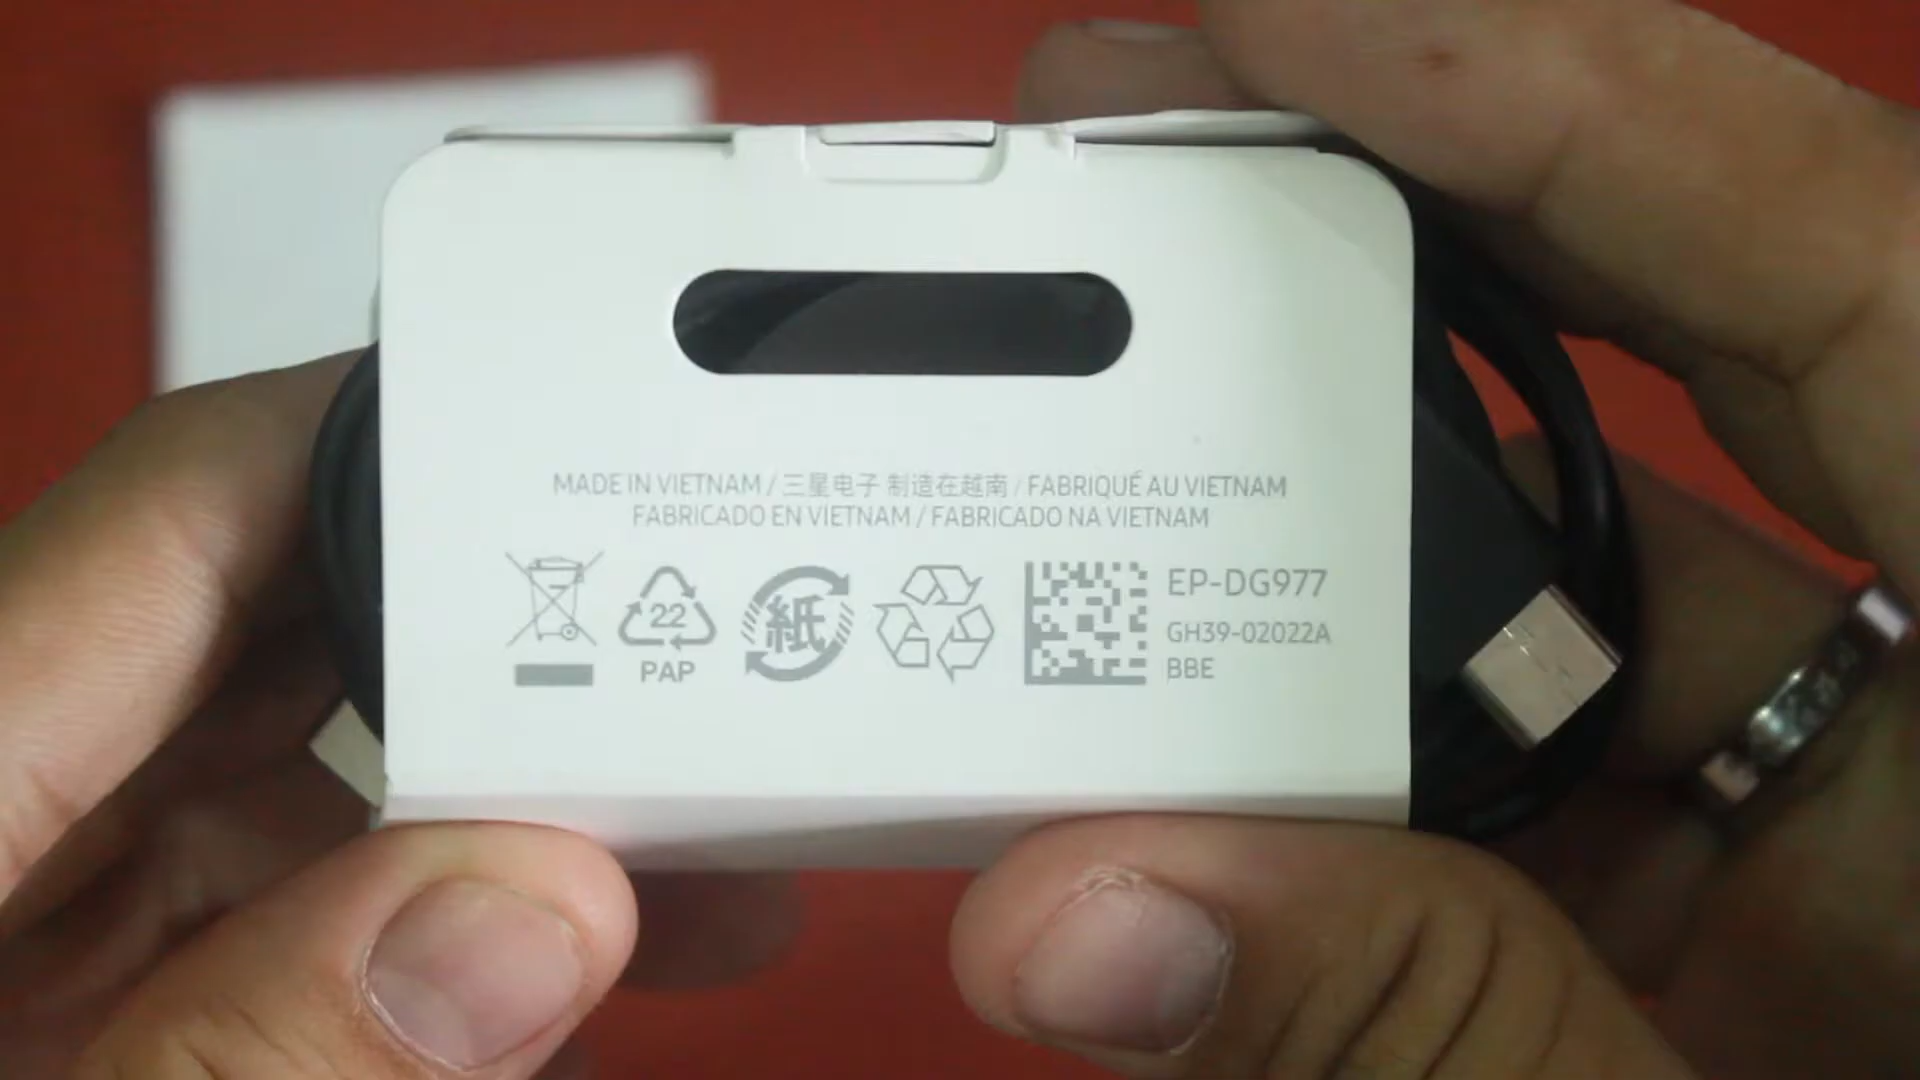 MADE IN VIETNAM / 三星电子 制造在越南 / FABRIQUÉ AU VIETNAM
FABRICADO EN VIETNAM / FABRICADO NA VIETNAM
22
PAP
紙
EP-DG977
GH39-02022A
BBE